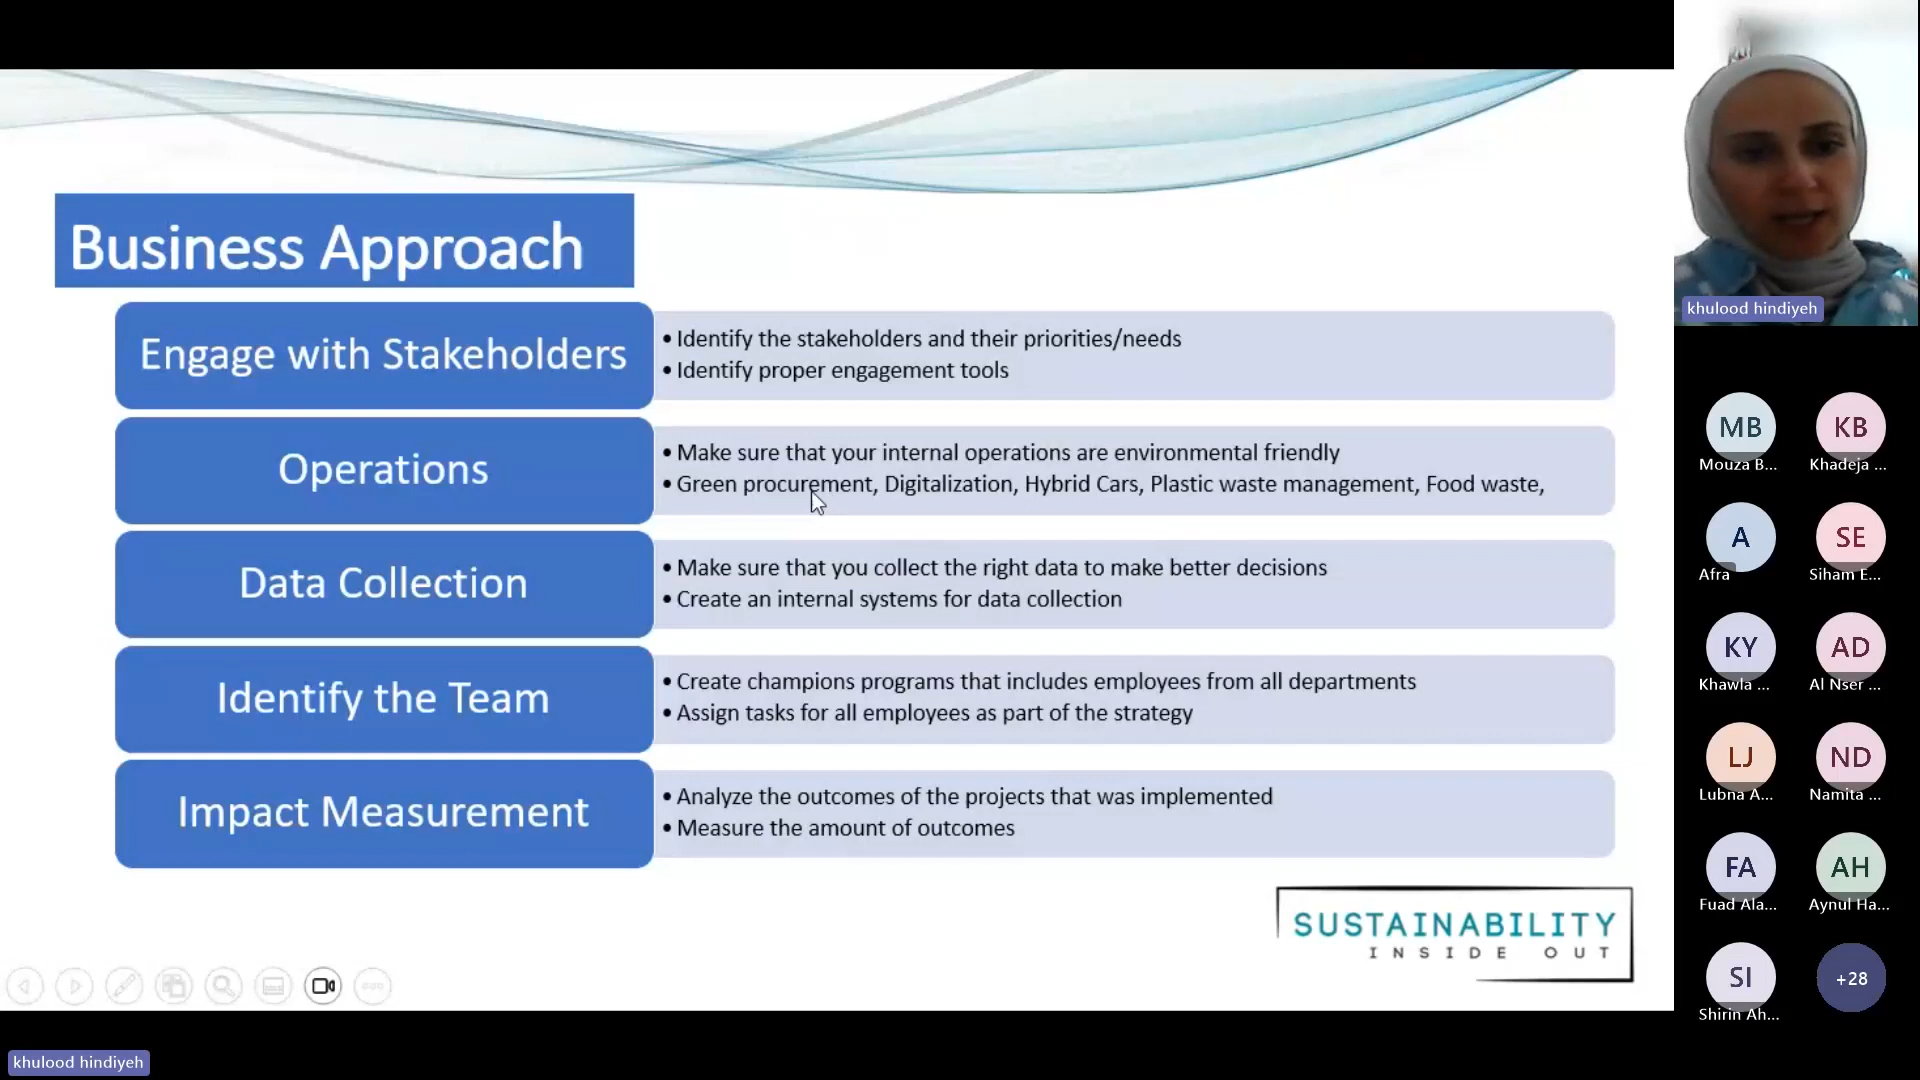 Business Approach
Engage with Stakeholders
• Identify the stakeholders and their priorities/needs
• Identify proper engagement tools
Operations
• Make sure that your internal operations are environmental friendly
• Green procurement, Digitalization, Hybrid Cars, Plastic waste management, Food waste,
Data Collection
• Make sure that you collect the right data to make better decisions
• Create an internal systems for data collection
Identify the Team
• Create champions programs that includes employees from all departments
• Assign tasks for all employees as part of the strategy
Impact Measurement
• Analyze the outcomes of the projects that was implemented
• Measure the amount of outcomes
SUSTAINABILITY
INSIDE OUT
khulood hindiyeh
khulood hindiyeh
MB
Mouza B...
KB
Khadeja ...
A
Afra
SE
Siham E...
KY
Khawla ...
AD
Al Nser ...
LJ
Lubna A...
ND
Namita ...
FA
Fuad Ala...
AH
Aynul Ha...
SI
Shirin Ah...
+28